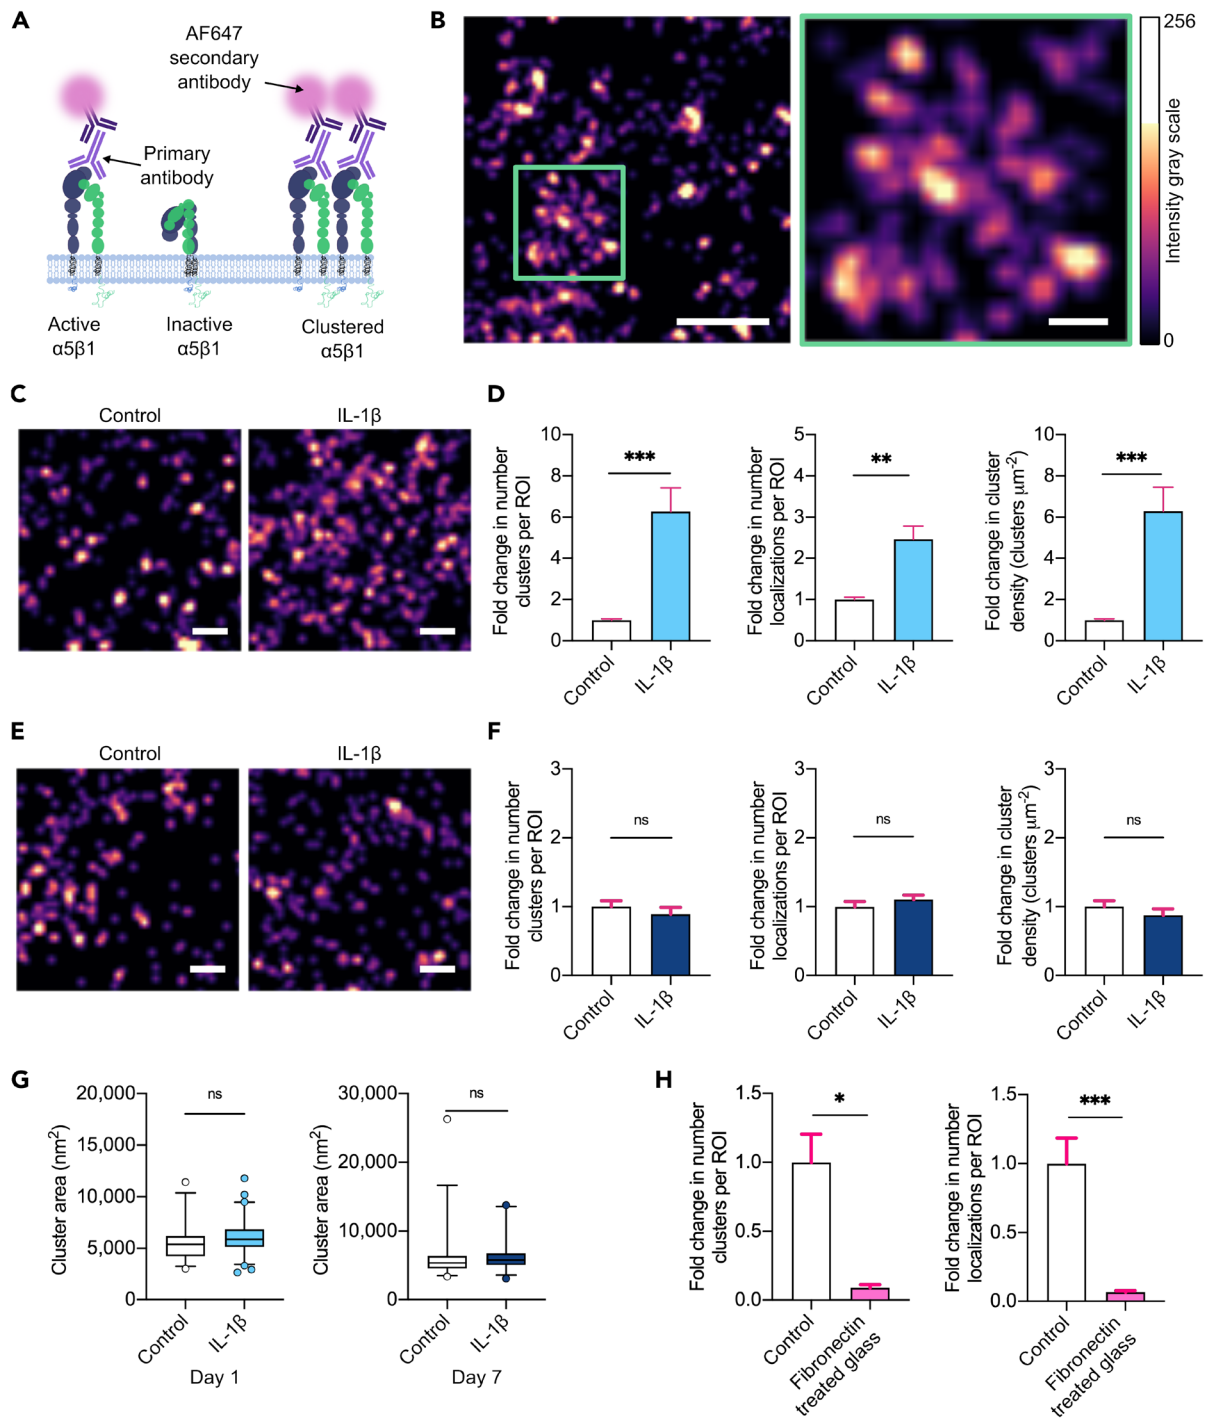 A
AF647
secondary
antibody
Primary
antibody
Active
α5β1
Inactive
α5β1
Clustered
α5β1
B
256
Intensity gray scale
0
C
Control
IL-1β
D
Fold change in number
clusters per ROI
10
8
6
4
2
0
***
Control
IL-1β
Fold change in number
localizations per ROI
5
4
3
2
1
0
**
Control
IL-1β
Fold change in cluster
density (clusters μm-2)
10
8
6
4
2
0
***
Control
IL-1β
E
Control
IL-1β
F
Fold change in number
clusters per ROI
3
2
1
0
ns
Control
IL-1β
Fold change in number
localizations per ROI
3
2
1
0
ns
Control
IL-1β
Fold change in cluster
density (clusters μm-2)
3
2
1
0
ns
Control
IL-1β
G
Cluster area (nm2)
20,000
15,000
10,000
5,000
0
ns
Control
IL-1β
Day 1
Cluster area (nm2)
30,000
20,000
10,000
0
ns
Control
IL-1β
Day 7
H
Fold change in number
clusters per ROI
1.5
1.0
0.5
0.0
*
Control
Fibronectin
treated glass
Fold change in number
localizations per ROI
1.5
1.0
0.5
0.0
***
Control
Fibronectin
treated glass